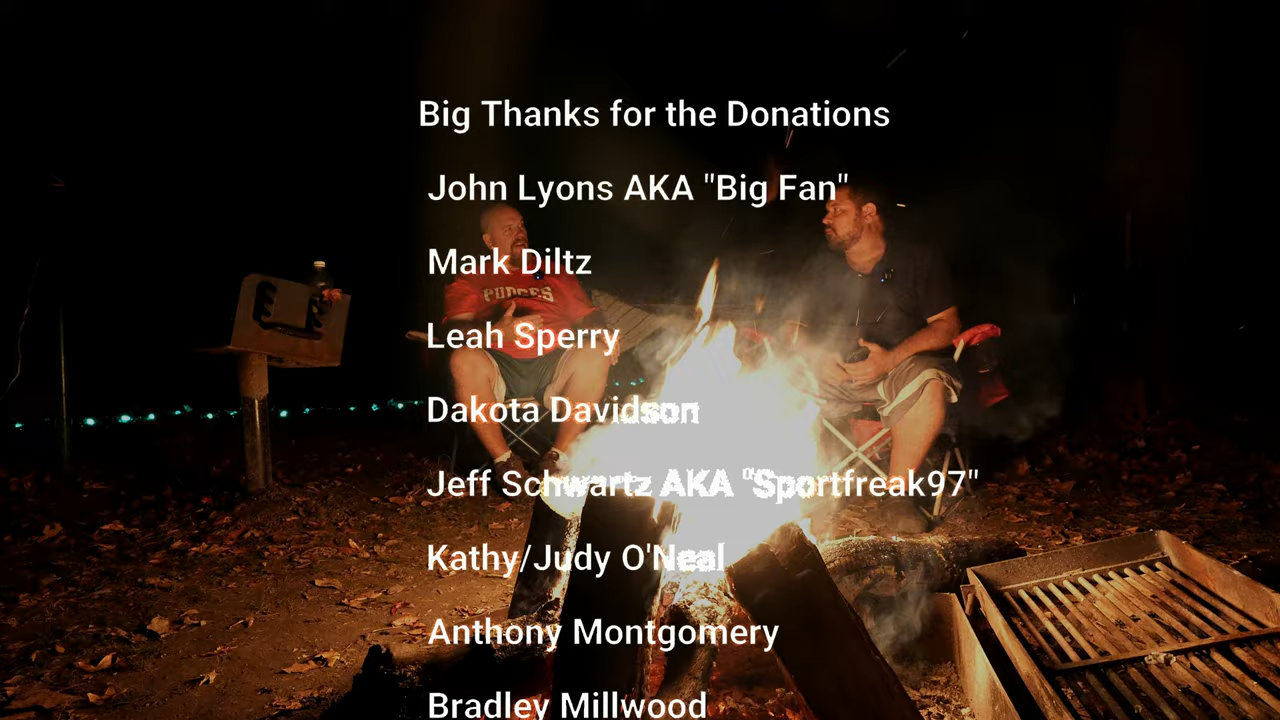 Big Thanks for the Donations
John Lyons AKA "Big Fan"
Mark Diltz
Leah Sperry
Dakota Davidson
Jeff Schwartz AKA "Sportfreak97"
Kathy/Judy O'Neal
Anthony Montgomery
Bradley Millwood